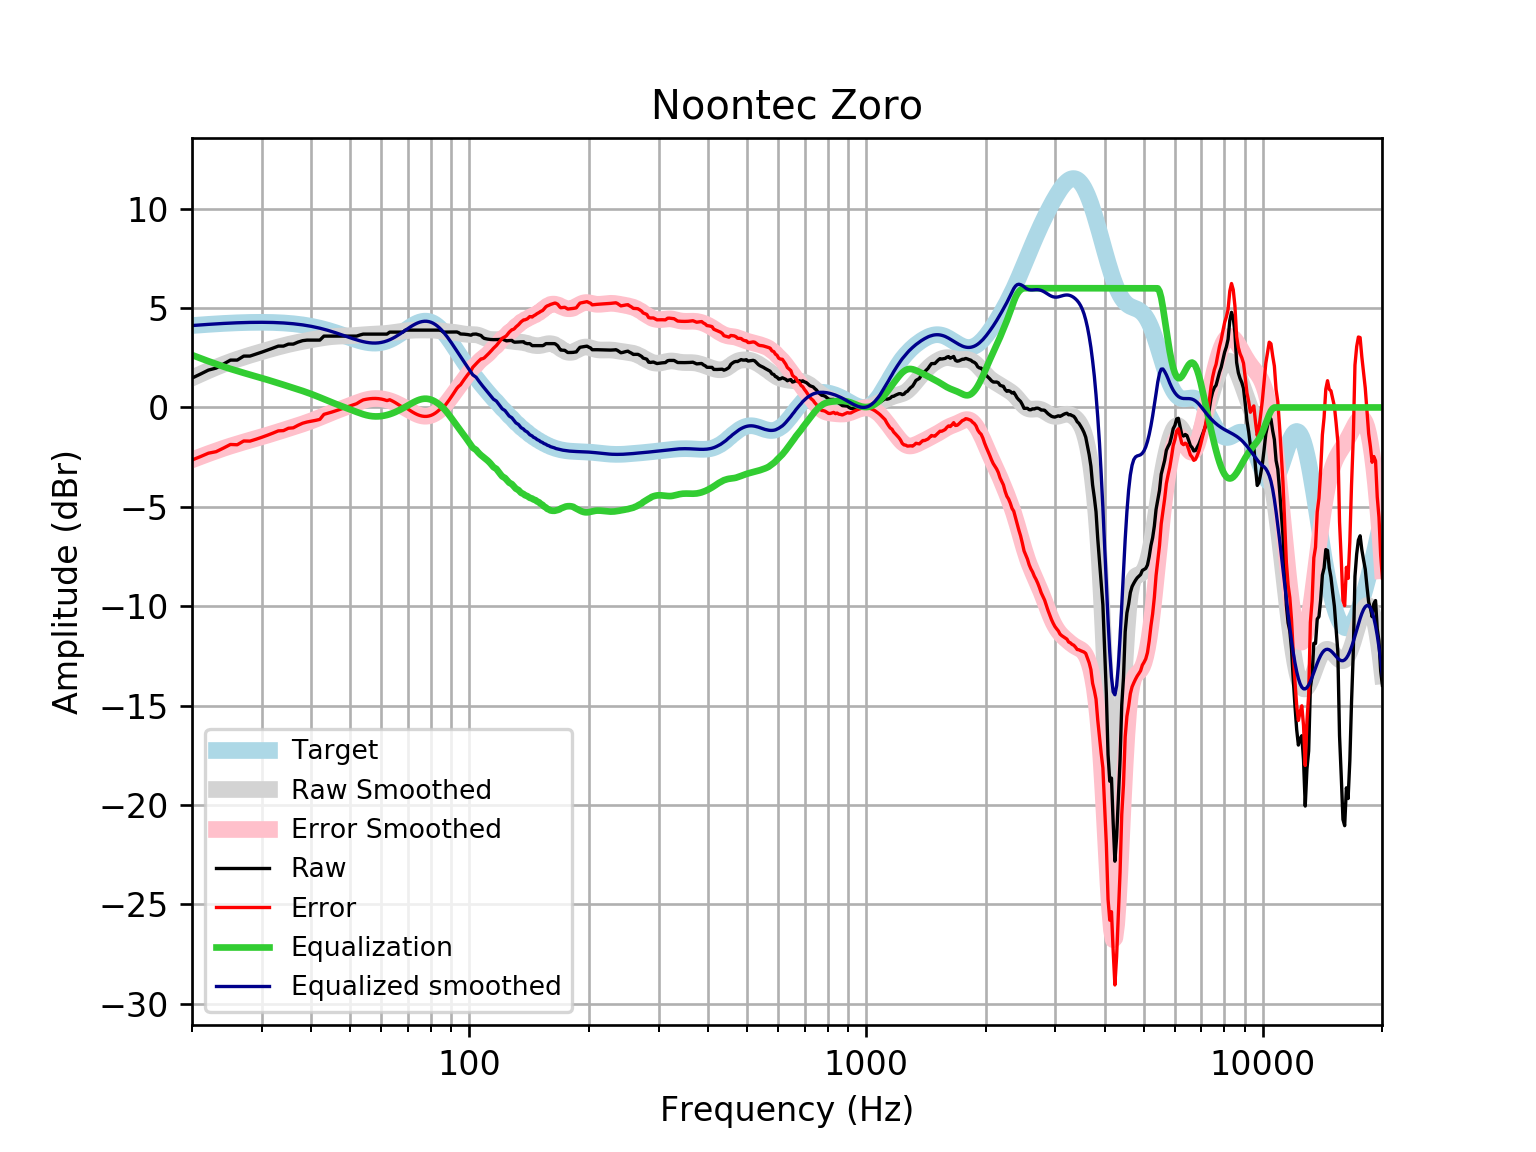 Noontec Zoro
Amplitude (dBr)
10
5
0
−5
−10
−15
−20
−25
−30
Target
Raw Smoothed
Error Smoothed
Raw
Error
Equalization
Equalized smoothed
100
1000
10000
Frequency (Hz)